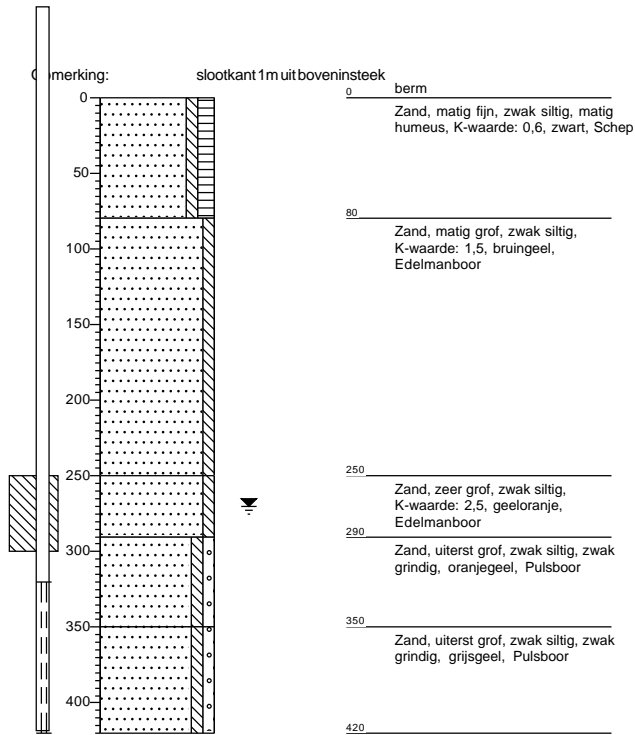 Opmerking: slootkant 1 m uit boveninsteek
0
50
100
150
200
250
300
350
400
0 berm
Zand, matig fijn, zwak siltig, matig
humeus, K-waarde: 0,6, zwart, Schep
80
Zand, matig grof, zwak siltig,
K-waarde: 1,5, bruingeel,
Edelmanboor
250
Zand, zeer grof, zwak siltig,
K-waarde: 2,5, geeloranje,
Edelmanboor
290
Zand, uiterst grof, zwak siltig, zwak
grindig, oranjegeel, Pulsboor
350
Zand, uiterst grof, zwak siltig, zwak
grindig, grijsgeel, Pulsboor
420